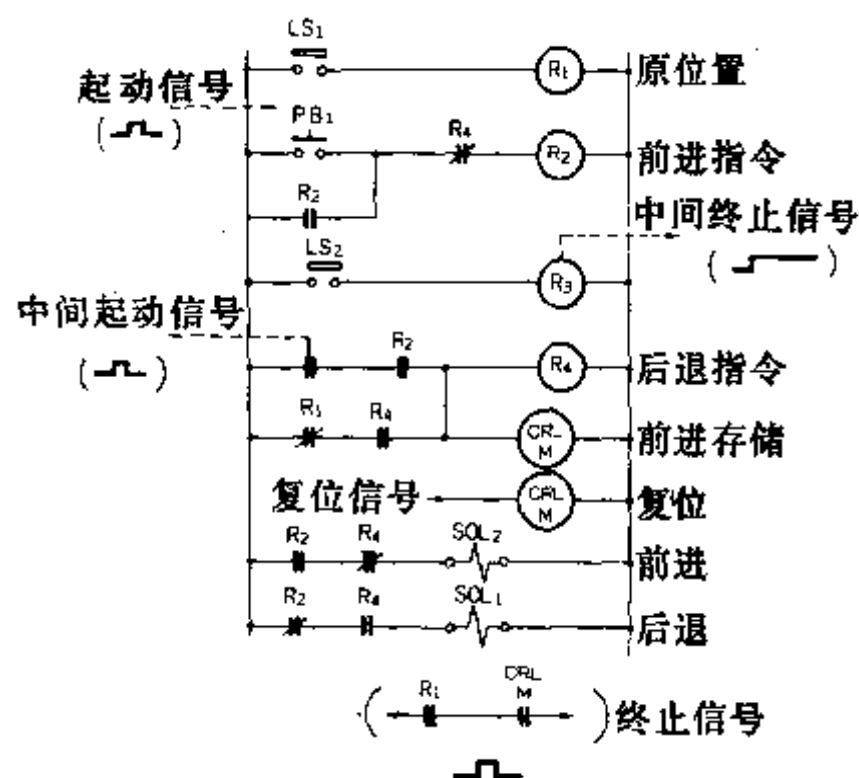 LS1
R1 原位置
起动信号
PB1 R4 R2 前进指令
R2
中间终止信号
LS2 R3
中间起动信号
R2 R4 后退指令
R4 CRL M 前进存储
复位信号 CRL M 复位
R2 R4 SOL2 前进
R2 R4 SOL1 后退
R1 CRL M 终止信号